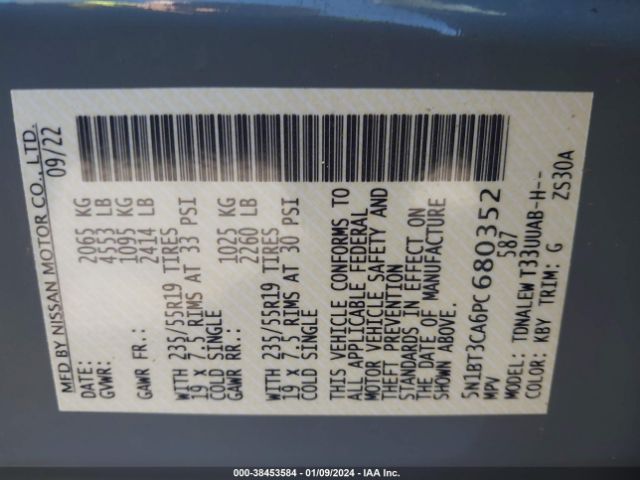 MFD BY NISSAN MOTOR CO., LTD.
DATE: 09/22
GVWR: 2065 KG
4553 LB
GAWR FR.: 1095 KG
2414 LB
WITH 235/55R19 TIRES
19 X 7.5 RIMS AT 33 PSI
COLD SINGLE
GAWR RR.: 1025 KG
2260 LB
WITH 235/55R19 TIRES
19 X 7.5 RIMS AT 30 PSI
COLD SINGLE
THIS VEHICLE CONFORMS TO
ALL APPLICABLE FEDERAL
MOTOR VEHICLE SAFETY AND
THEFT PREVENTION
STANDARDS IN EFFECT ON
THE DATE OF MANUFACTURE
SHOWN ABOVE.
5N1BT3CA6PC680352
MPV 587
MODEL: TDNALEW T33UUAB-H--
COLOR: KBY TRIM: G ZS30A
000-38453584 - 01/09/2024 - IAAI.CA